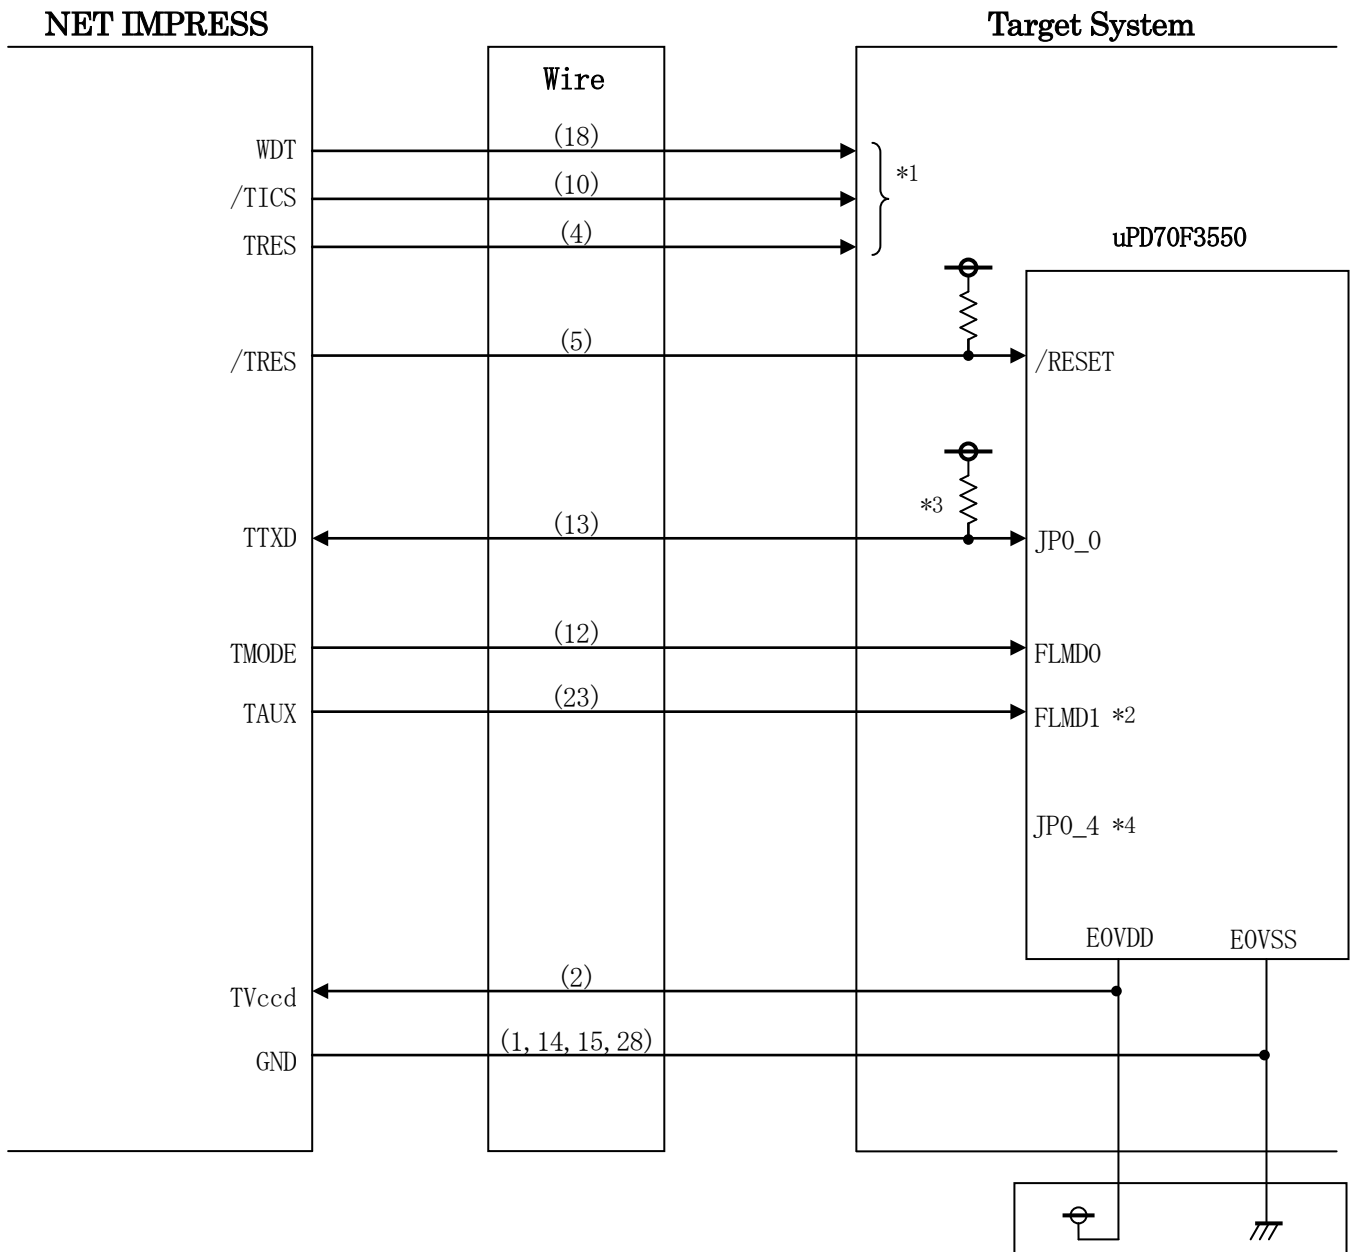 NET IMPRESS
Target System
Wire
WDT
(18)
*1
/TICS
(10)
TRES
(4)
uPD70F3550
/TRES
(5)
/RESET
*3
TTXD
(13)
JP0_0
TMODE
(12)
FLMD0
TAUX
(23)
FLMD1 *2
JP0_4 *4
E0VDD
E0VSS
TVccd
(2)
GND
(1,14,15,28)